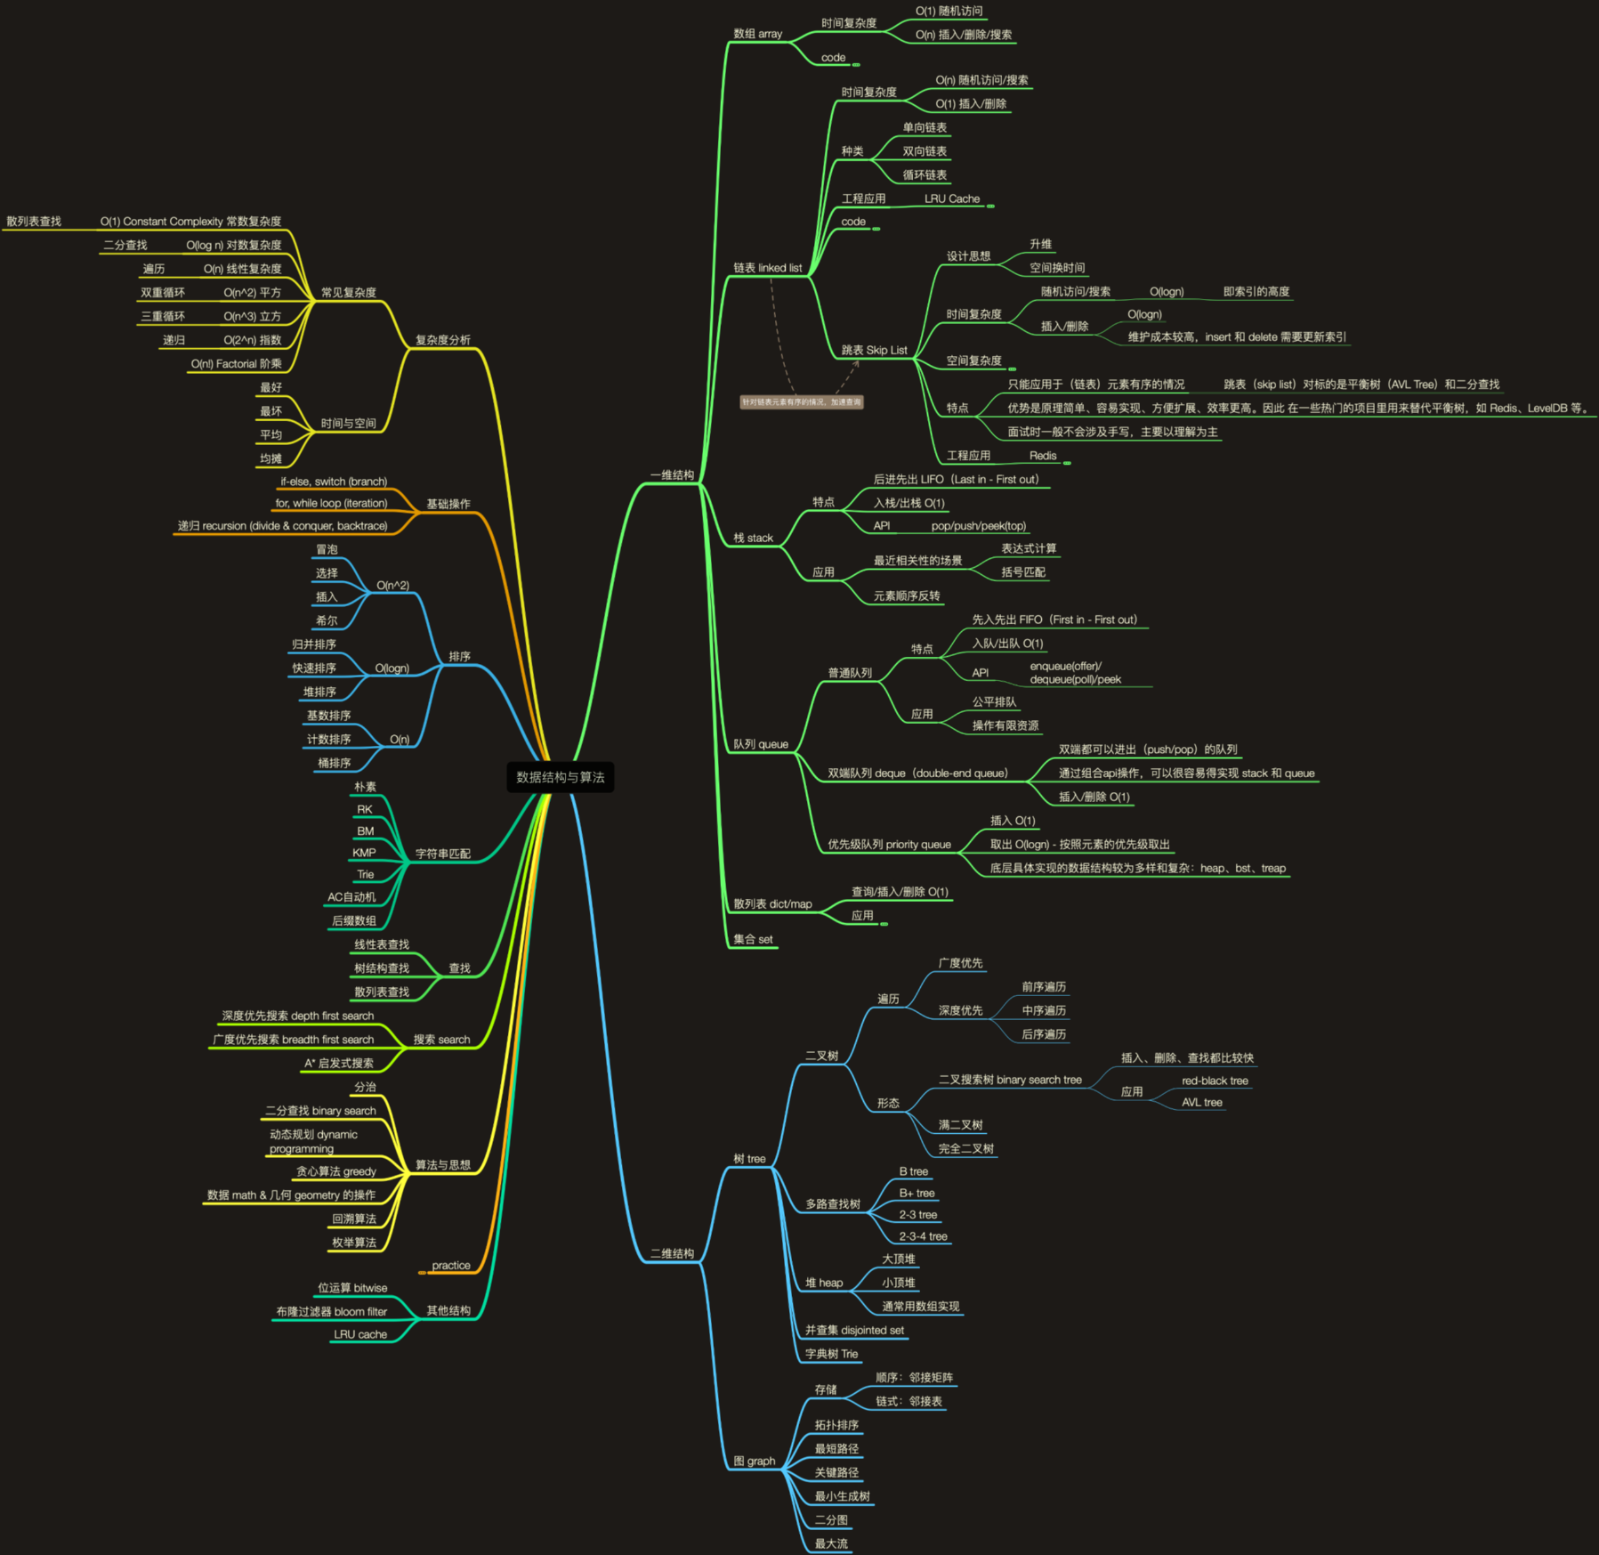 数据结构与算法
一维结构
数组 array
时间复杂度
O(1) 随机访问
O(n) 插入/删除/搜索
code
链表 linked list
时间复杂度
O(n) 随机访问/搜索
O(1) 插入/删除
种类
单向链表
双向链表
循环链表
工程应用
LRU Cache
code
跳表 Skip List
设计思想
升维
空间换时间
时间复杂度
随机访问/搜索
O(logn)
即索引的高度
插入/删除
O(logn)
维护成本较高，insert 和 delete 需要更新索引
空间复杂度
特点
只能应用于（链表）元素有序的情况
跳表（skip list）对标的是平衡树（AVL Tree）和二分查找
优势是原理简单、容易实现、方便扩展、效率更高。因此 在一些热门的项目里用来替代平衡树，如 Redis、LevelDB 等。
面试时一般不会涉及手写，主要以理解为主
工程应用
Redis
针对链表元素有序的情况，加速查询
栈 stack
特点
后进先出 LIFO（Last in - First out）
入栈/出栈 O(1)
API
pop/push/peek(top)
应用
最近相关性的场景
表达式计算
括号匹配
元素顺序反转
队列 queue
普通队列
特点
先入先出 FIFO（First in - First out）
入队/出队 O(1)
API
enqueue(offer)/
dequeue(poll)/peek
应用
公平排队
操作有限资源
双端队列 deque（double-end queue）
双端都可以进出（push/pop）的队列
通过组合api操作，可以很容易得实现 stack 和 queue
插入/删除 O(1)
优先级队列 priority queue
插入 O(1)
取出 O(logn) - 按照元素的优先级取出
底层具体实现的数据结构较为多样和复杂：heap、bst、treap
散列表 dict/map
查询/插入/删除 O(1)
应用
集合 set
二维结构
树 tree
二叉树
遍历
广度优先
深度优先
前序遍历
中序遍历
后序遍历
形态
二叉搜索树 binary search tree
插入、删除、查找都比较快
应用
red-black tree
AVL tree
满二叉树
完全二叉树
多路查找树
B tree
B+ tree
2-3 tree
2-3-4 tree
堆 heap
大顶堆
小顶堆
通常用数组实现
并查集 disjointed set
字典树 Trie
图 graph
存储
顺序：邻接矩阵
链式：邻接表
拓扑排序
最短路径
关键路径
最小生成树
二分图
最大流
复杂度分析
常见复杂度
O(1) Constant Complexity 常数复杂度
散列表查找
O(log n) 对数复杂度
二分查找
O(n) 线性复杂度
遍历
O(n^2) 平方
双重循环
O(n^3) 立方
三重循环
O(2^n) 指数
递归
O(n!) Factorial 阶乘
时间与空间
最好
最坏
平均
均摊
基础操作
if-else, switch (branch)
for, while loop (iteration)
递归 recursion (divide & conquer, backtrace)
排序
O(n^2)
冒泡
选择
插入
希尔
O(logn)
归并排序
快速排序
堆排序
O(n)
基数排序
计数排序
桶排序
字符串匹配
朴素
RK
BM
KMP
Trie
AC自动机
后缀数组
查找
线性表查找
树结构查找
散列表查找
搜索 search
深度优先搜索 depth first search
广度优先搜索 breadth first search
A* 启发式搜索
算法与思想
分治
二分查找 binary search
动态规划 dynamic
programming
贪心算法 greedy
数据 math & 几何 geometry 的操作
回溯算法
枚举算法
practice
其他结构
位运算 bitwise
布隆过滤器 bloom filter
LRU cache